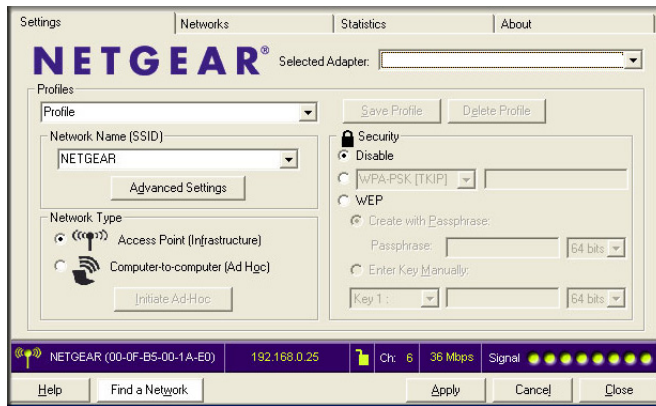 Settings
Networks
Statistics
About
NETGEAR®
Selected Adapter:
Profiles
Profile
Save Profile
Delete Profile
Network Name (SSID)
NETGEAR
Advanced Settings
Network Type
Access Point (Infrastructure)
Computer-to-computer (Ad Hoc)
Initiate Ad-Hoc
Security
Disable
WPA-PSK [TKIP]
WEP
Create with Passphrase:
Passphrase:
64 bits
Enter Key Manually:
Key 1 :
64 bits
NETGEAR (00-0F-B5-00-1A-E0)
192.168.0.25
Ch: 6
36 Mbps
Signal
Help
Find a Network
Apply
Cancel
Close